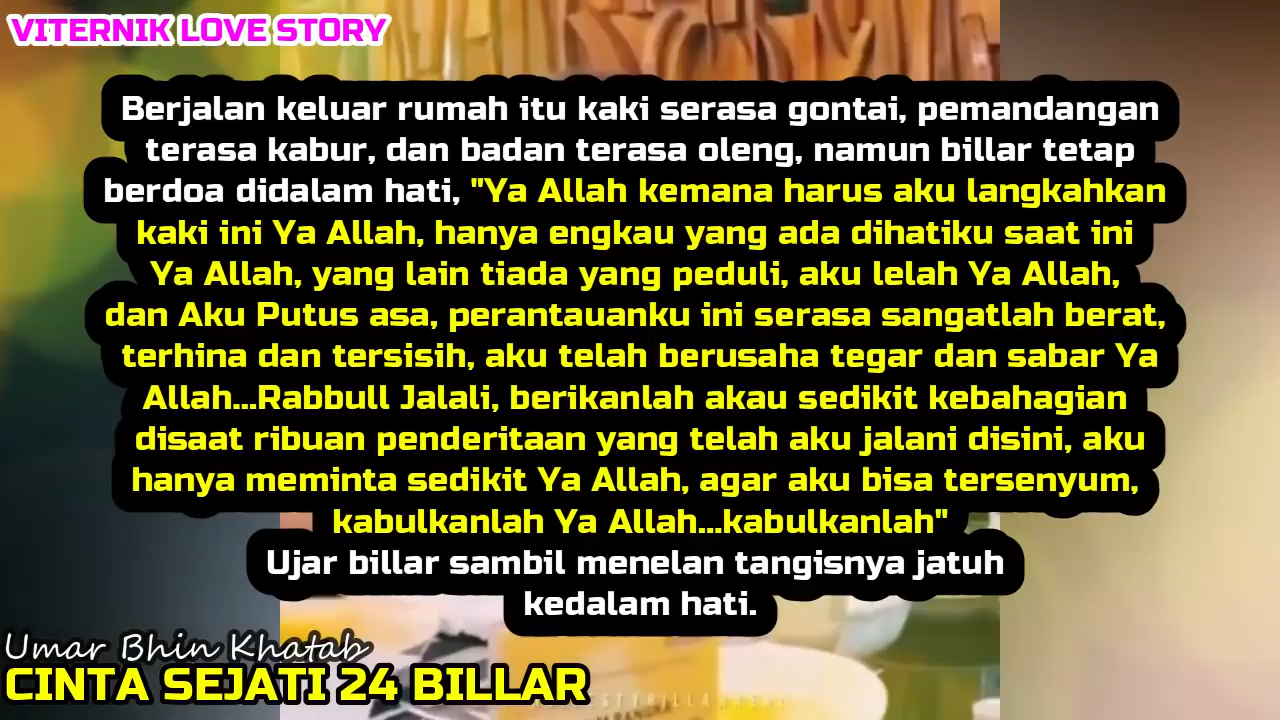 VITERNIK LOVE STORY
Berjalan keluar rumah itu kaki serasa gontai, pemandangan
terasa kabur, dan badan terasa oleng, namun billar tetap
berdoa didalam hati, "Ya Allah kemana harus aku langkahkan
kaki ini Ya Allah, hanya engkau yang ada dihatiku saat ini
Ya Allah, yang lain tiada yang peduli, aku lelah Ya Allah,
dan Aku Putus asa, perantauanku ini serasa sangatlah berat,
terhina dan tersisih, aku telah berusaha tegar dan sabar Ya
Allah...Rabbull Jalali, berikanlah akau sedikit kebahagian
disaat ribuan penderitaan yang telah aku jalani disini, aku
hanya meminta sedikit Ya Allah, agar aku bisa tersenyum,
kabulkanlah Ya Allah...kabulkanlah"
Ujar billar sambil menelan tangisnya jatuh
kedalam hati.
Umar Bhin Khatab
CINTA SEJATI 24 BILLAR